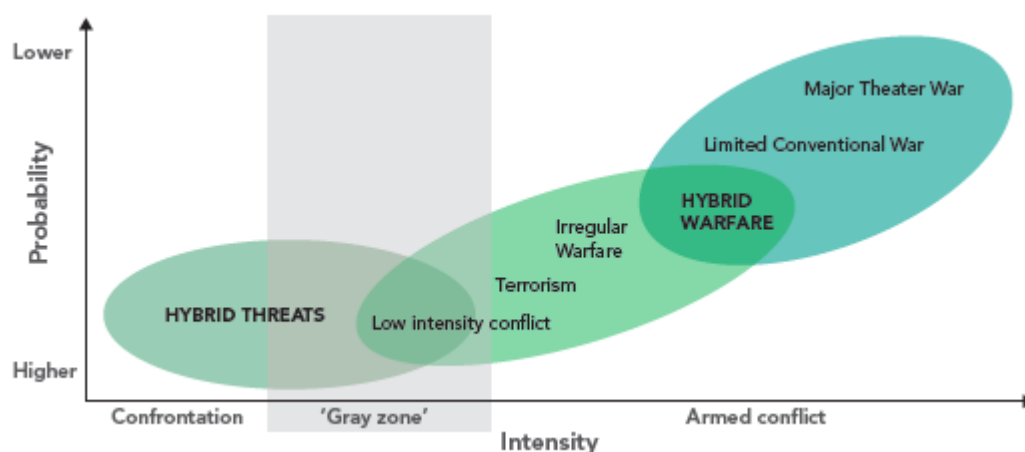 Lower
Major Theater War
Limited Conventional War
Probability
HYBRID
WARFARE
Irregular
Warfare
Terrorism
HYBRID THREATS
Low intensity conflict
Higher
Confrontation
'Gray zone'
Armed conflict
Intensity